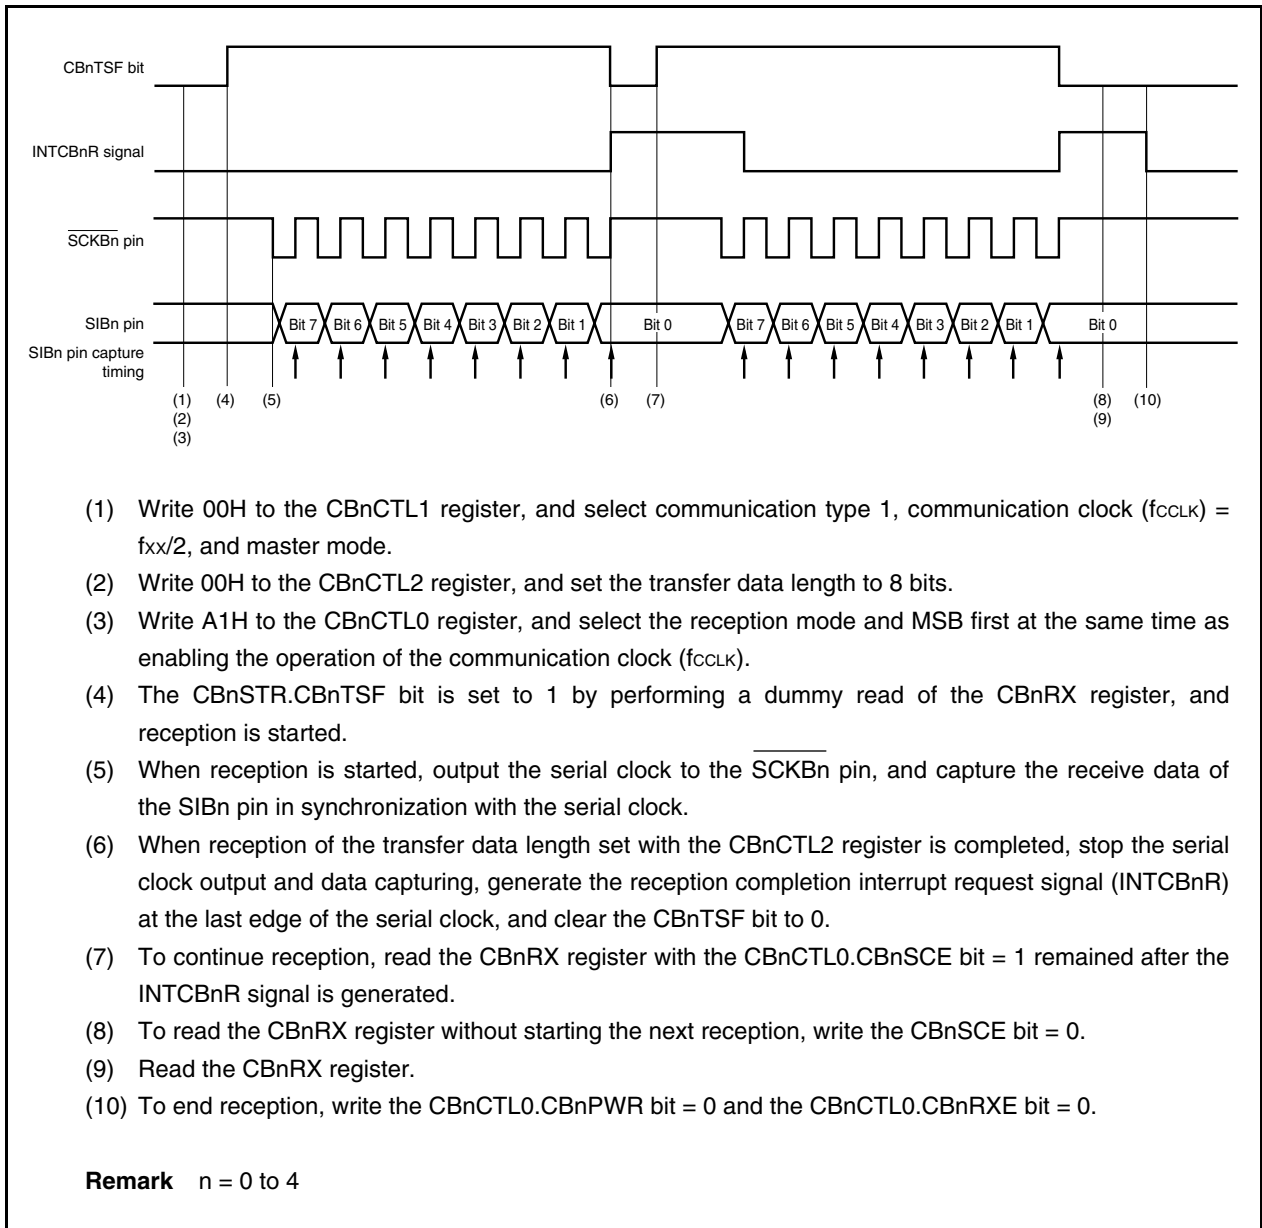 CBnTSF bit
INTCBnR signal
SCKBn pin
SIBn pin
Bit 7 Bit 6 Bit 5 Bit 4 Bit 3 Bit 2 Bit 1 Bit 0 Bit 7 Bit 6 Bit 5 Bit 4 Bit 3 Bit 2 Bit 1 Bit 0
SIBn pin capture
timing
(1) (4) (5) (6) (7) (8) (10)
(2) (9)
(3)
(1) Write 00H to the CBnCTL1 register, and select communication type 1, communication clock (fCCLK) =
fXX/2, and master mode.
(2) Write 00H to the CBnCTL2 register, and set the transfer data length to 8 bits.
(3) Write A1H to the CBnCTL0 register, and select the reception mode and MSB first at the same time as
enabling the operation of the communication clock (fCCLK).
(4) The CBnSTR.CBnTSF bit is set to 1 by performing a dummy read of the CBnRX register, and
reception is started.
(5) When reception is started, output the serial clock to the SCKBn pin, and capture the receive data of
the SIBn pin in synchronization with the serial clock.
(6) When reception of the transfer data length set with the CBnCTL2 register is completed, stop the serial
clock output and data capturing, generate the reception completion interrupt request signal (INTCBnR)
at the last edge of the serial clock, and clear the CBnTSF bit to 0.
(7) To continue reception, read the CBnRX register with the CBnCTL0.CBnSCE bit = 1 remained after the
INTCBnR signal is generated.
(8) To read the CBnRX register without starting the next reception, write the CBnSCE bit = 0.
(9) Read the CBnRX register.
(10) To end reception, write the CBnCTL0.CBnPWR bit = 0 and the CBnCTL0.CBnRXE bit = 0.
Remark n = 0 to 4